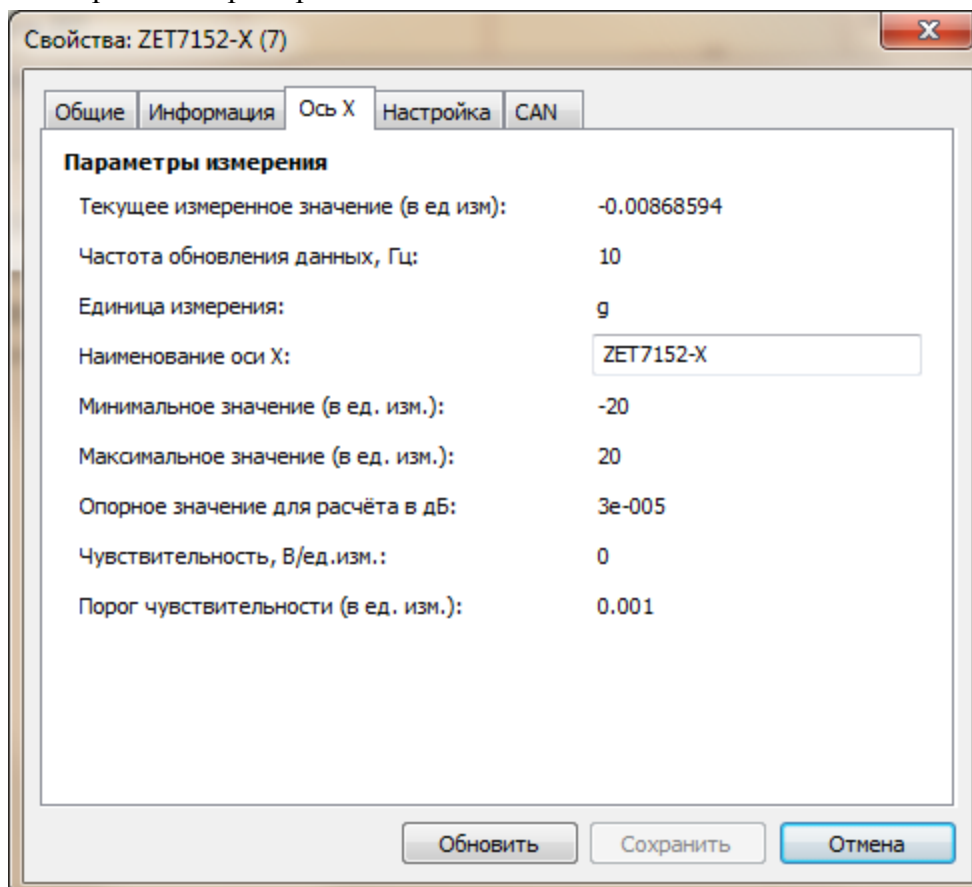 Свойства: ZET7152-X (7)
Общие Информация Ось X Настройка CAN
Параметры измерения
Текущее измеренное значение (в ед изм): -0.00868594
Частота обновления данных, Гц: 10
Единица измерения: g
Наименование оси X: ZET7152-X
Минимальное значение (в ед. изм.): -20
Максимальное значение (в ед. изм.): 20
Опорное значение для расчёта в дБ: 3e-005
Чувствительность, В/ед.изм.: 0
Порог чувствительности (в ед. изм.): 0.001
Обновить Сохранить Отмена